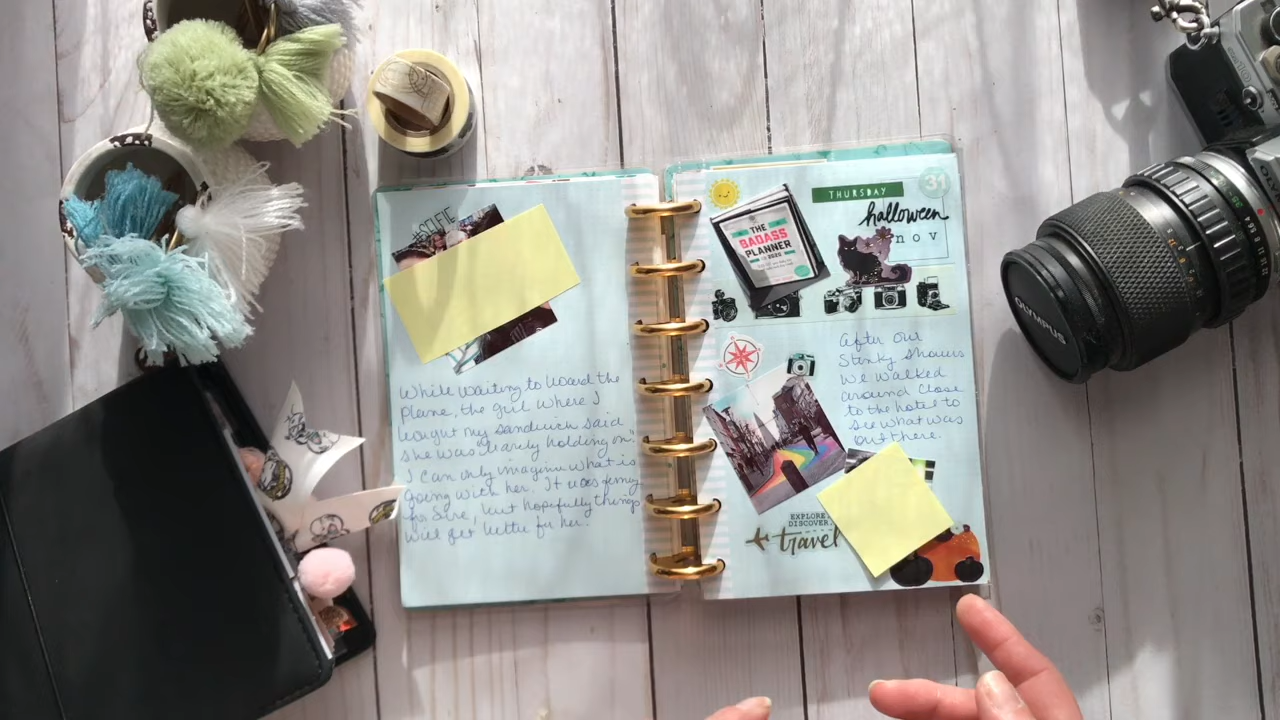 #SELFIE
While waiting to board the
plane, the girl where I
bought my sandwich said
she was "barely holding on".
I can only imagine what is
going with her. It was funny
for sure, but hopefully things
will get better for her.
THURSDAY
31
halloween
nov
THE
BADASS
PLANNER
2020
After our
Stinky showers
we walked
around close
to the hotel to
see what was
out there.
EXPLORE
DISCOVER
travel
OLYMPUS